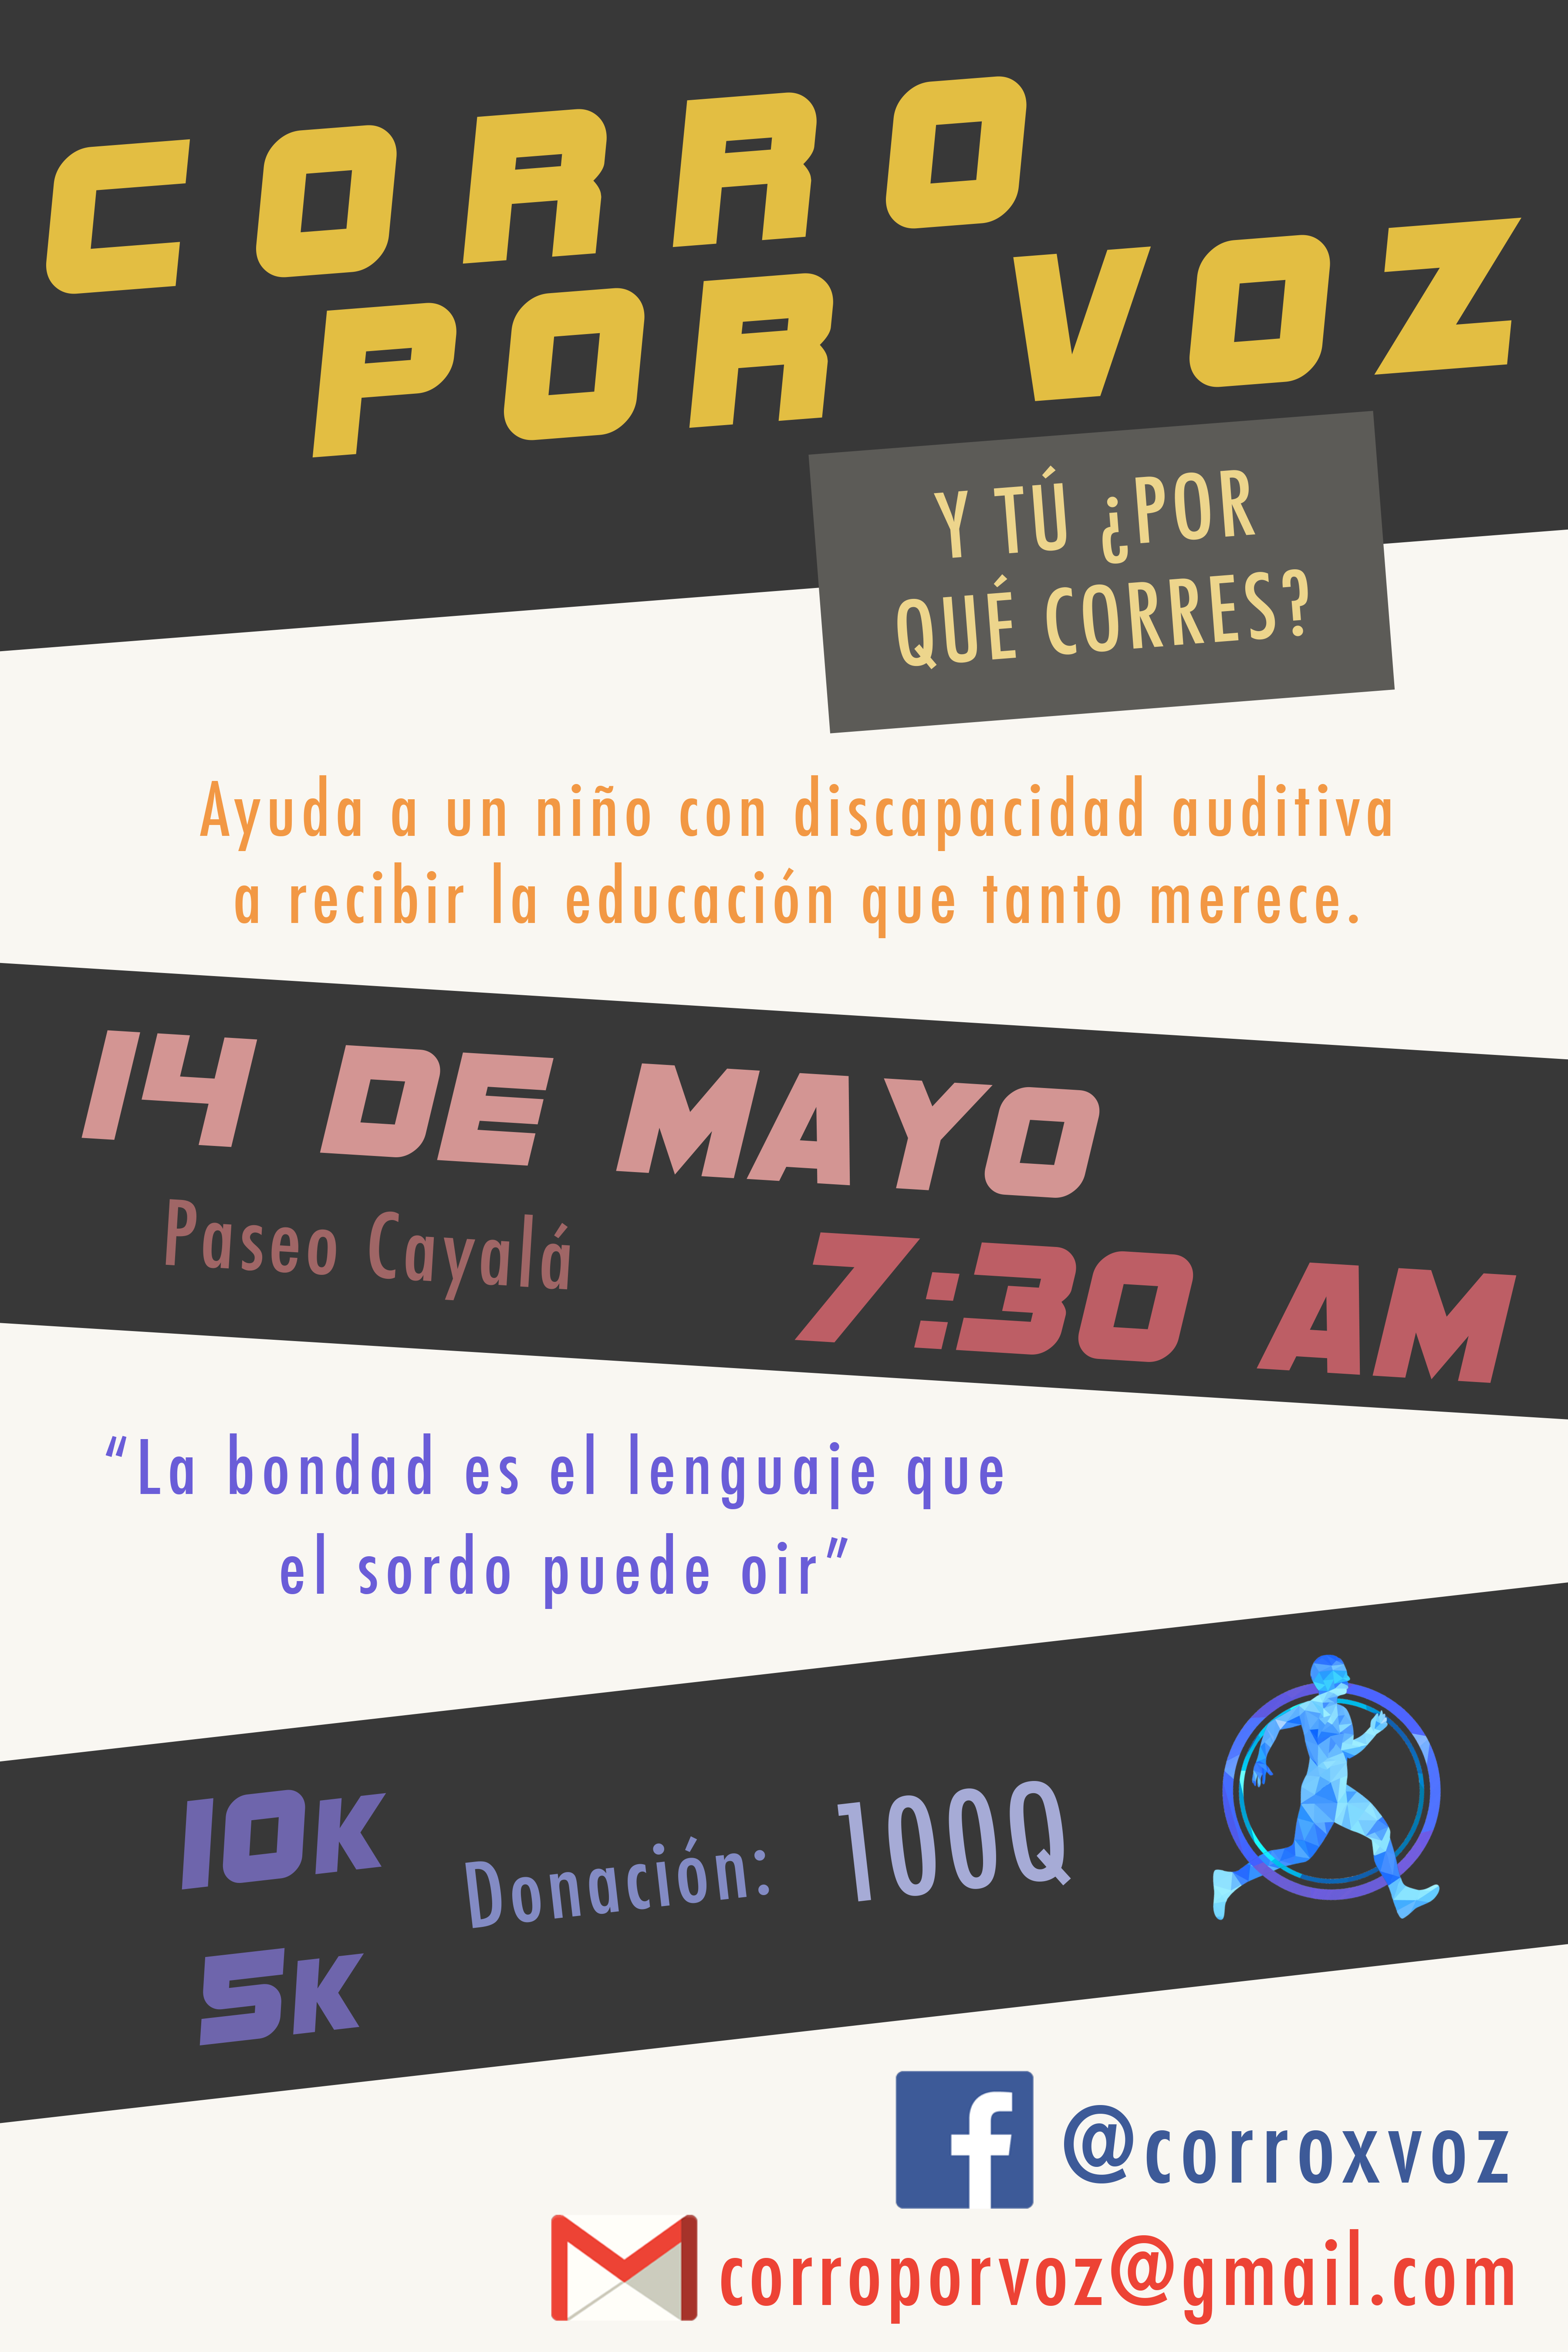 CORRO
POR VOZ
Y TÚ ¿POR
QUÉ CORRES?
Ayuda a un niño con discapacidad auditiva
a recibir la educación que tanto merece.
14 DE MAYO
Paseo Cayalá
7:30 AM
“La bondad es el lenguaje que
el sordo puede oir”
10K
Donación: 100Q
5K
@corroxvoz
corroporvoz@gmail.com